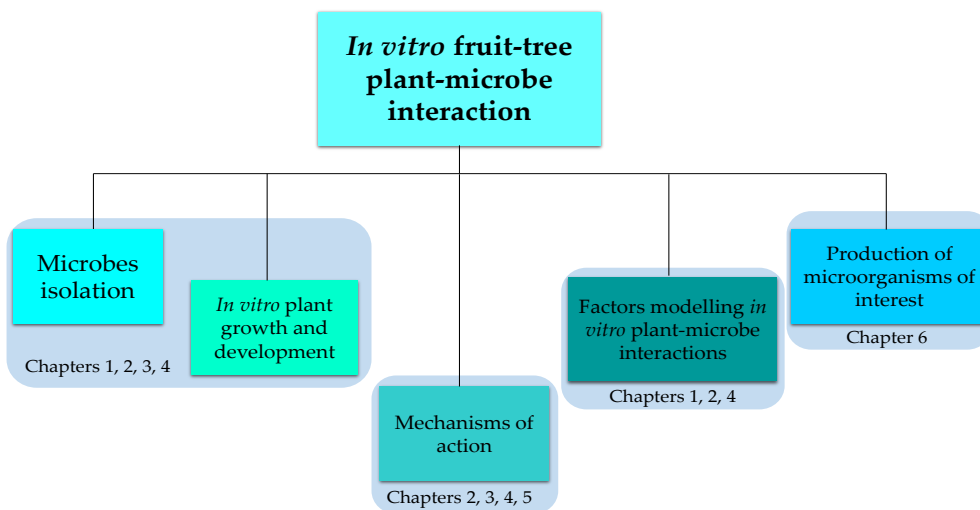 In vitro fruit-tree
plant-microbe
interaction
Microbes
isolation
In vitro plant
growth and
development
Chapters 1, 2, 3, 4
Mechanisms of
action
Chapters 2, 3, 4, 5
Factors modelling in
vitro plant-microbe
interactions
Chapters 1, 2, 4
Production of
microorganisms of
interest
Chapter 6